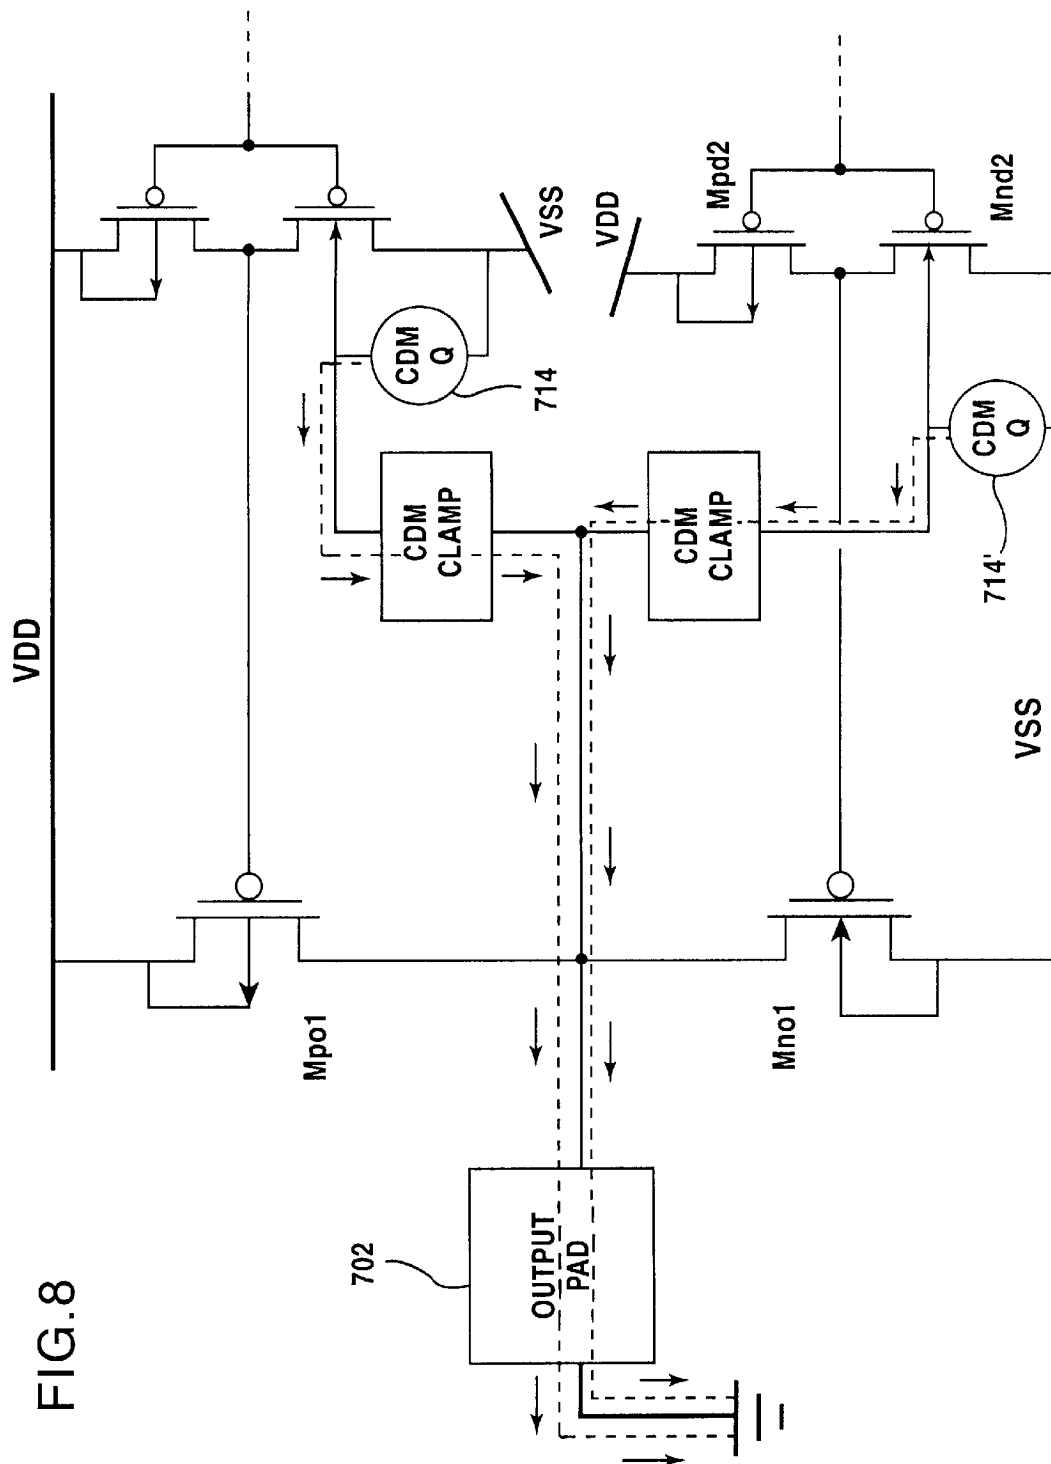 FIG.8
VDD
Mpo1
VSS
CDM
Q
714
CDM
CLAMP
VDD
Mpd2
CDM
CLAMP
Mnd2
CDM
Q
714'
OUTPUT
PAD
702
Mno1
VSS